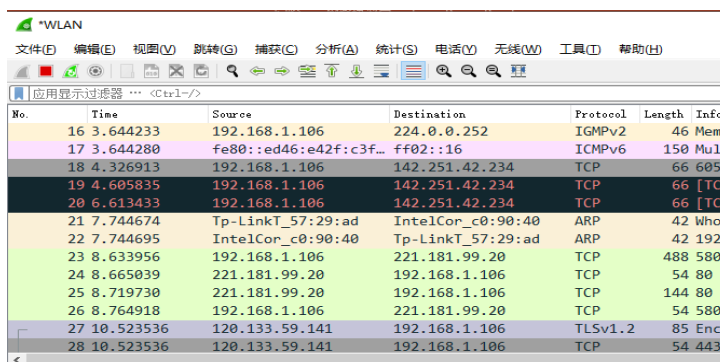 *WLAN
文件(F) 编辑(E) 视图(V) 跳转(G) 捕获(C) 分析(A) 统计(S) 电话(Y) 无线(W) 工具(T) 帮助(H)
应用显示过滤器 … <Ctrl-/>
No. Time Source Destination Protocol Length Info
16 3.644233 192.168.1.106 224.0.0.252 IGMPv2 46 Mem
17 3.644280 fe80::ed46:e42f:c3f… ff02::16 ICMPv6 150 Mul
18 4.326913 192.168.1.106 142.251.42.234 TCP 66 605
19 4.605835 192.168.1.106 142.251.42.234 TCP 66 [TC
20 6.613433 192.168.1.106 142.251.42.234 TCP 66 [TC
21 7.744674 Tp-LinkT_57:29:ad IntelCor_c0:90:40 ARP 42 Who
22 7.744695 IntelCor_c0:90:40 Tp-LinkT_57:29:ad ARP 42 192
23 8.633956 192.168.1.106 221.181.99.20 TCP 488 580
24 8.665039 221.181.99.20 192.168.1.106 TCP 54 80
25 8.719730 221.181.99.20 192.168.1.106 TCP 144 80
26 8.764918 192.168.1.106 221.181.99.20 TCP 54 580
27 10.523536 120.133.59.141 192.168.1.106 TLSv1.2 85 Enc
28 10.523536 120.133.59.141 192.168.1.106 TCP 54 443